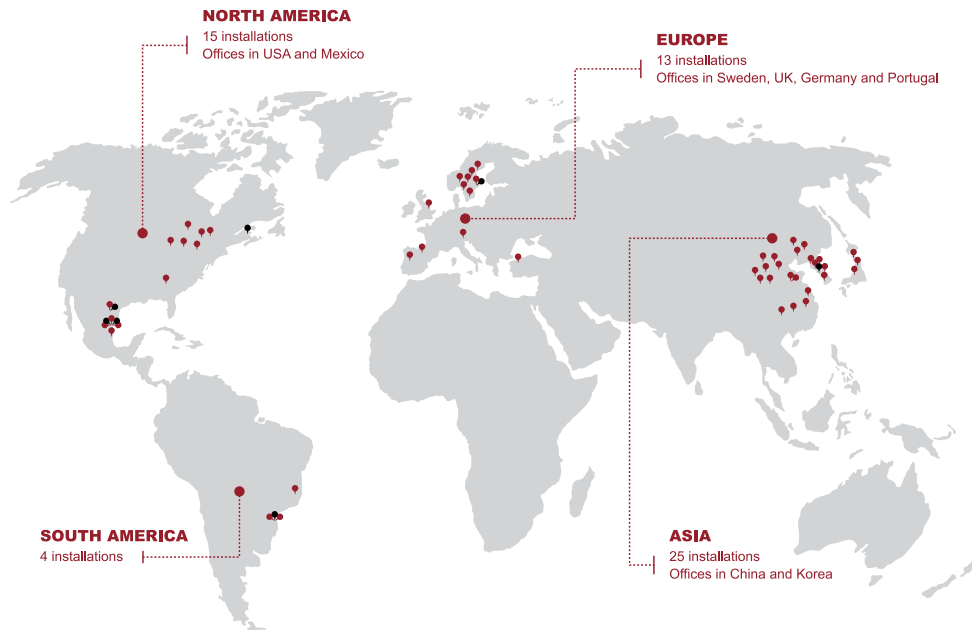 NORTH AMERICA
15 installations
Offices in USA and Mexico
EUROPE
13 installations
Offices in Sweden, UK, Germany and Portugal
SOUTH AMERICA
4 installations
ASIA
25 installations
Offices in China and Korea